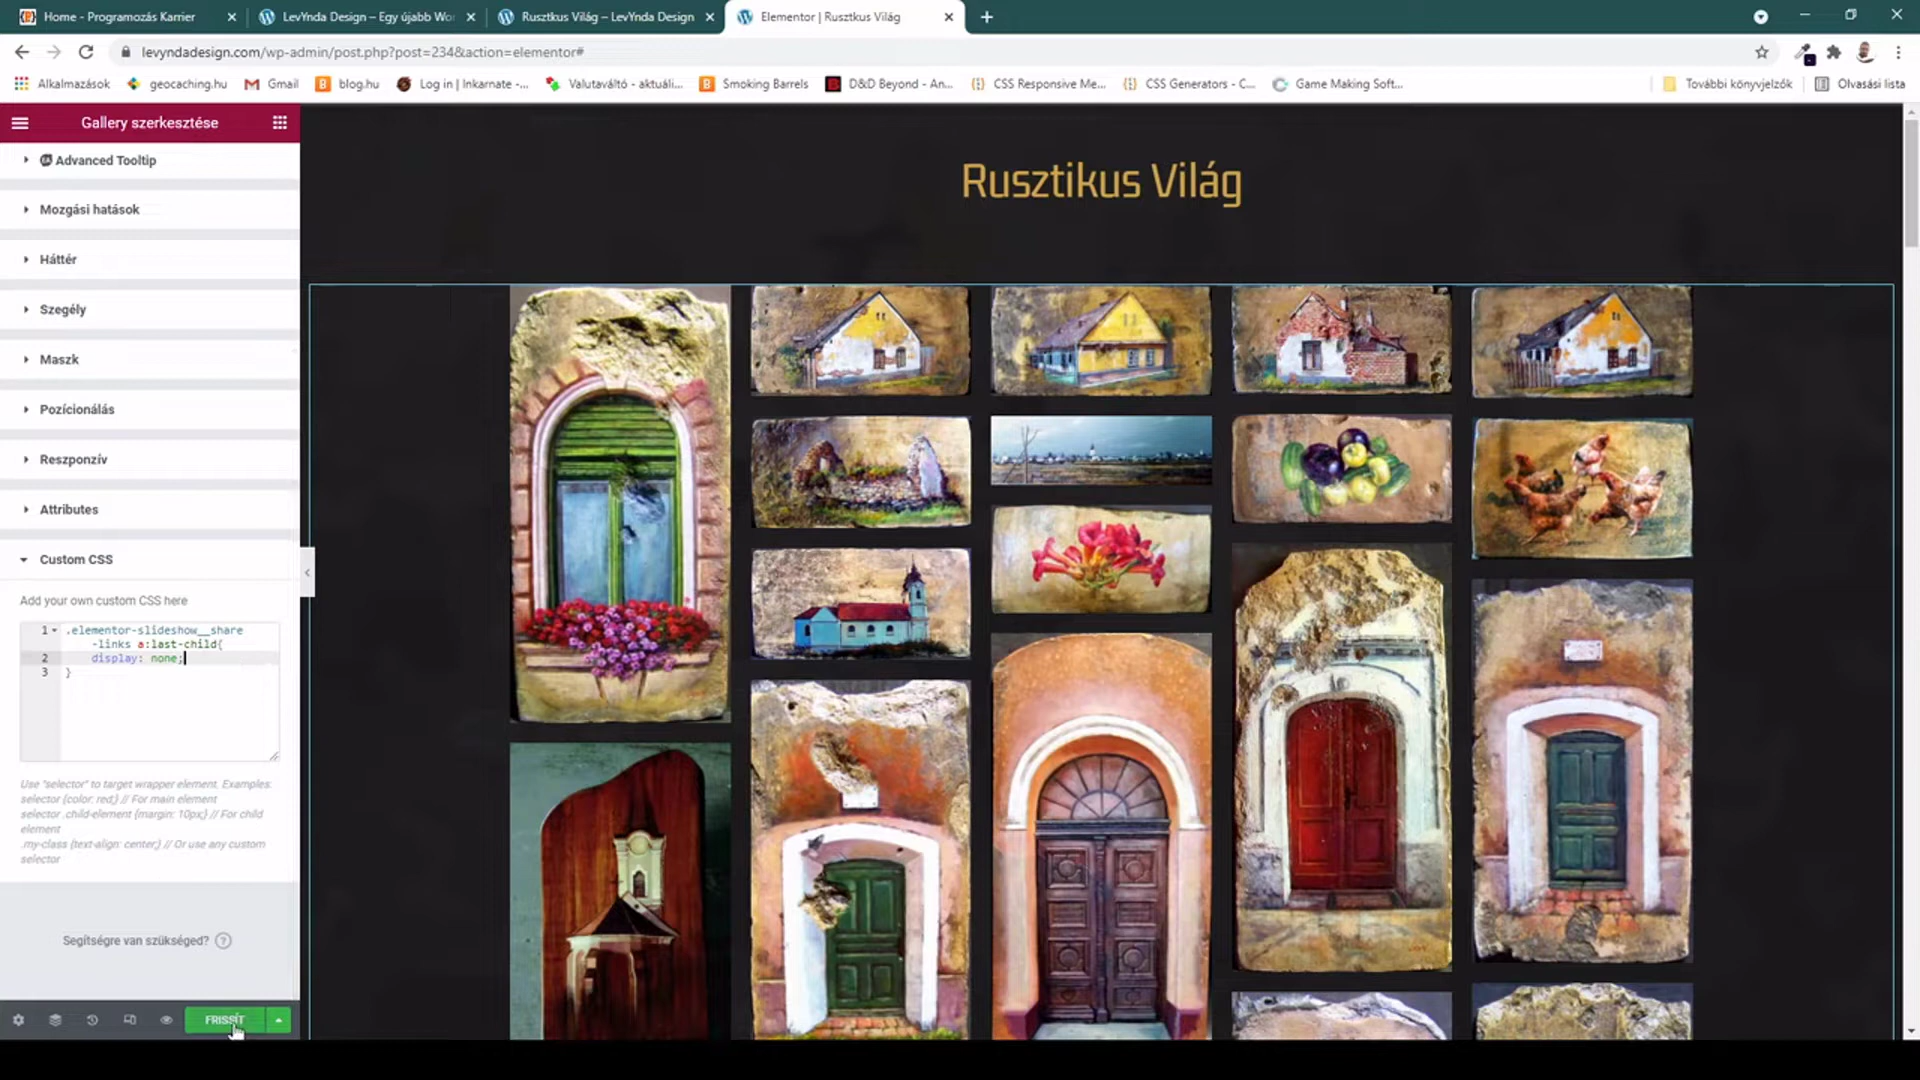 Home - Programozás Karrier
LevYnda Design – Egy újabb Wor
Rusztkus Világ – LevYnda Design
Elementor | Rusztkus Világ
levyndadesign.com/wp-admin/post.php?post=234&action=elementor#
Alkalmazások
geocaching.hu
Gmail
blog.hu
Log in | Inkarnate -...
Valutaváltó - aktuáli...
Smoking Barrels
D&D Beyond - An...
CSS Responsive Me...
CSS Generators - C...
Game Making Soft...
További könyvjelzők
Olvasási lista
Gallery szerkesztése
Advanced Tooltip
Mozgási hatások
Háttér
Szegély
Maszk
Pozícionálás
Reszponzív
Attributes
Custom CSS
Add your own custom CSS here
1 .elementor-slideshow__share
-links a:last-child{
2 display: none;
3 }
Use "selector" to target wrapper element. Examples:
selector {color: red;} // For main element
selector .child-element {margin: 10px;} // For child
element
.my-class {text-align: center;} // Or use any custom
selector
Segítségre van szükséged? ?
FRISSÍT
Rusztikus Világ